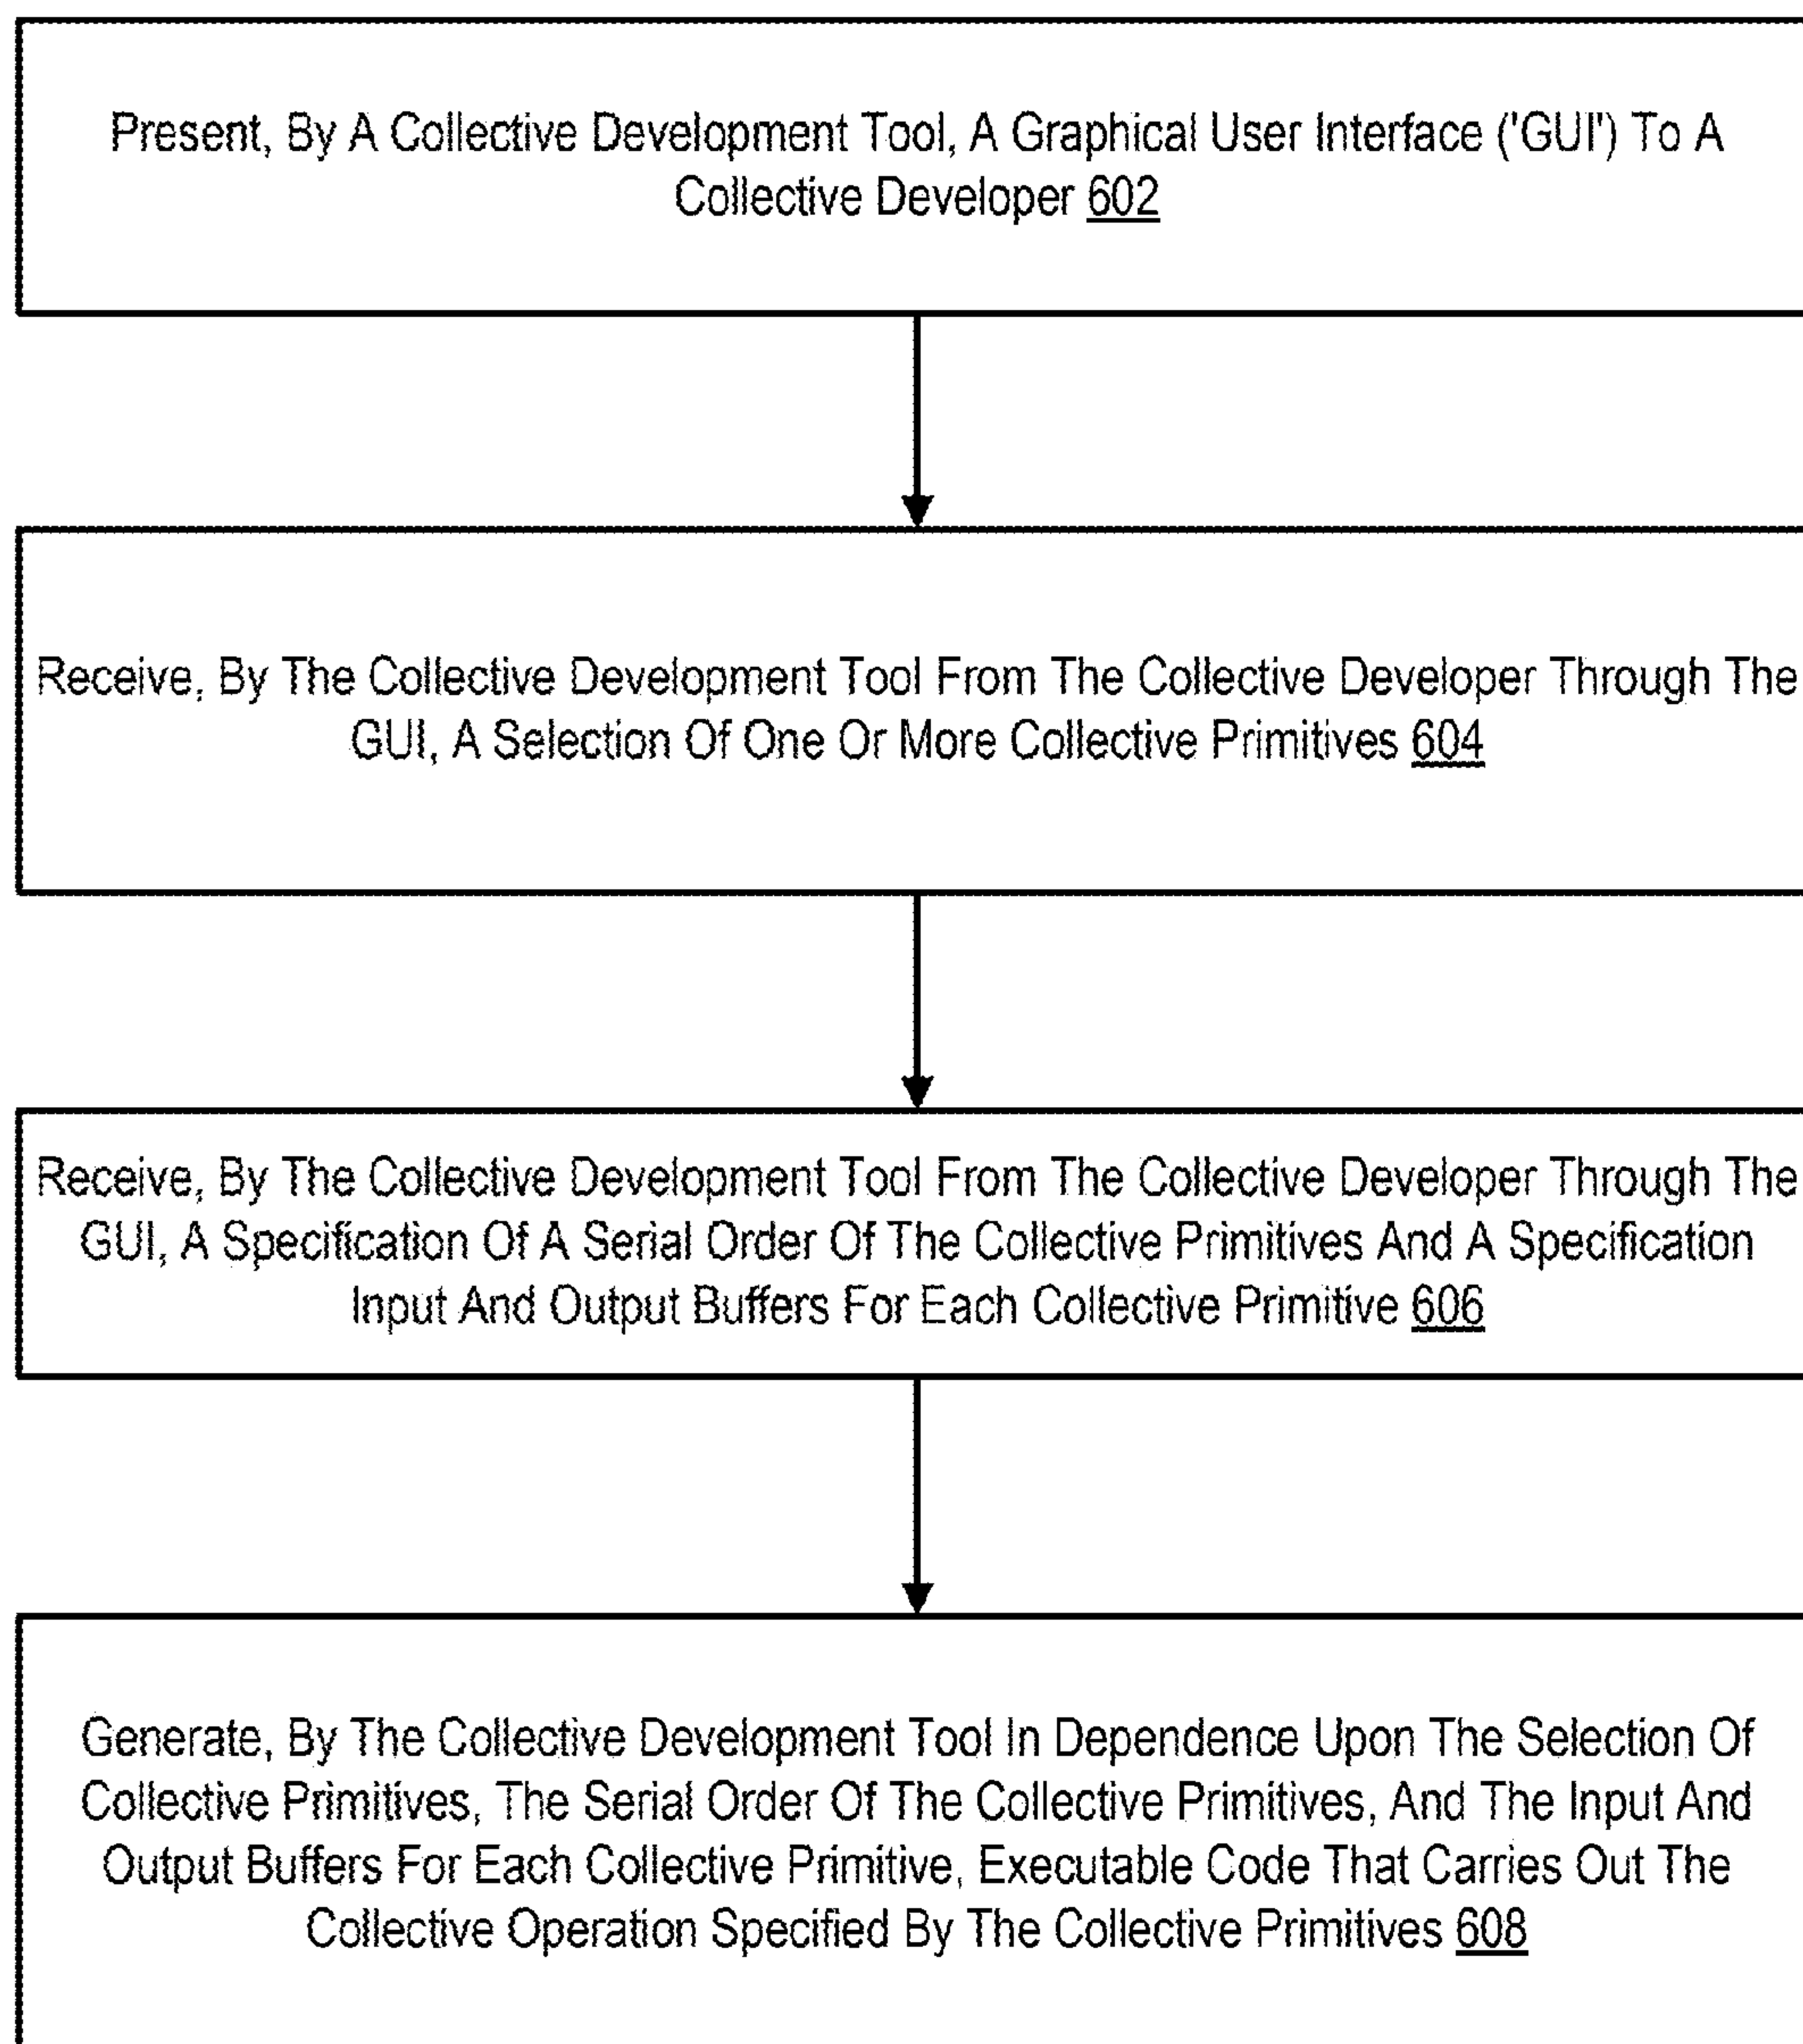 Present, By A Collective Development Tool, A Graphical User Interface ('GUI') To A
Collective Developer 602
Receive, By The Collective Development Tool From The Collective Developer Through The
GUI, A Selection Of One Or More Collective Primitives 604
Receive, By The Collective Development Tool From The Collective Developer Through The
GUI, A Specification Of A Serial Order Of The Collective Primitives And A Specification
Input And Output Buffers For Each Collective Primitive 606
Generate, By The Collective Development Tool In Dependence Upon The Selection Of
Collective Primitives, The Serial Order Of The Collective Primitives, And The Input And
Output Buffers For Each Collective Primitive, Executable Code That Carries Out The
Collective Operation Specified By The Collective Primitives 608